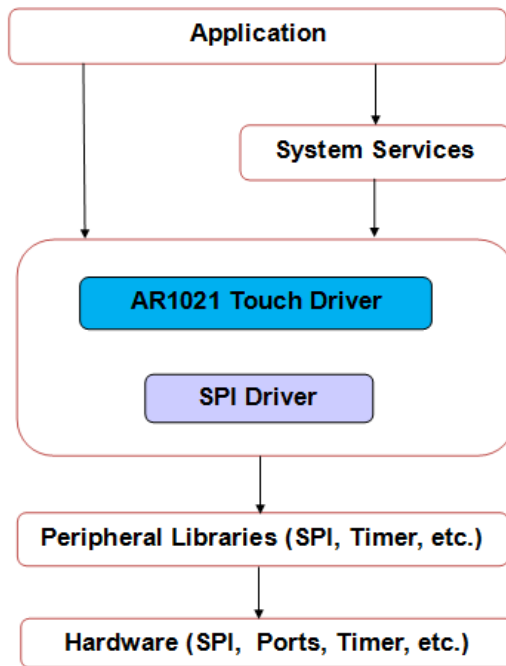 Application
System Services
AR1021 Touch Driver
SPI Driver
Peripheral Libraries (SPI, Timer, etc.)
Hardware (SPI, Ports, Timer, etc.)